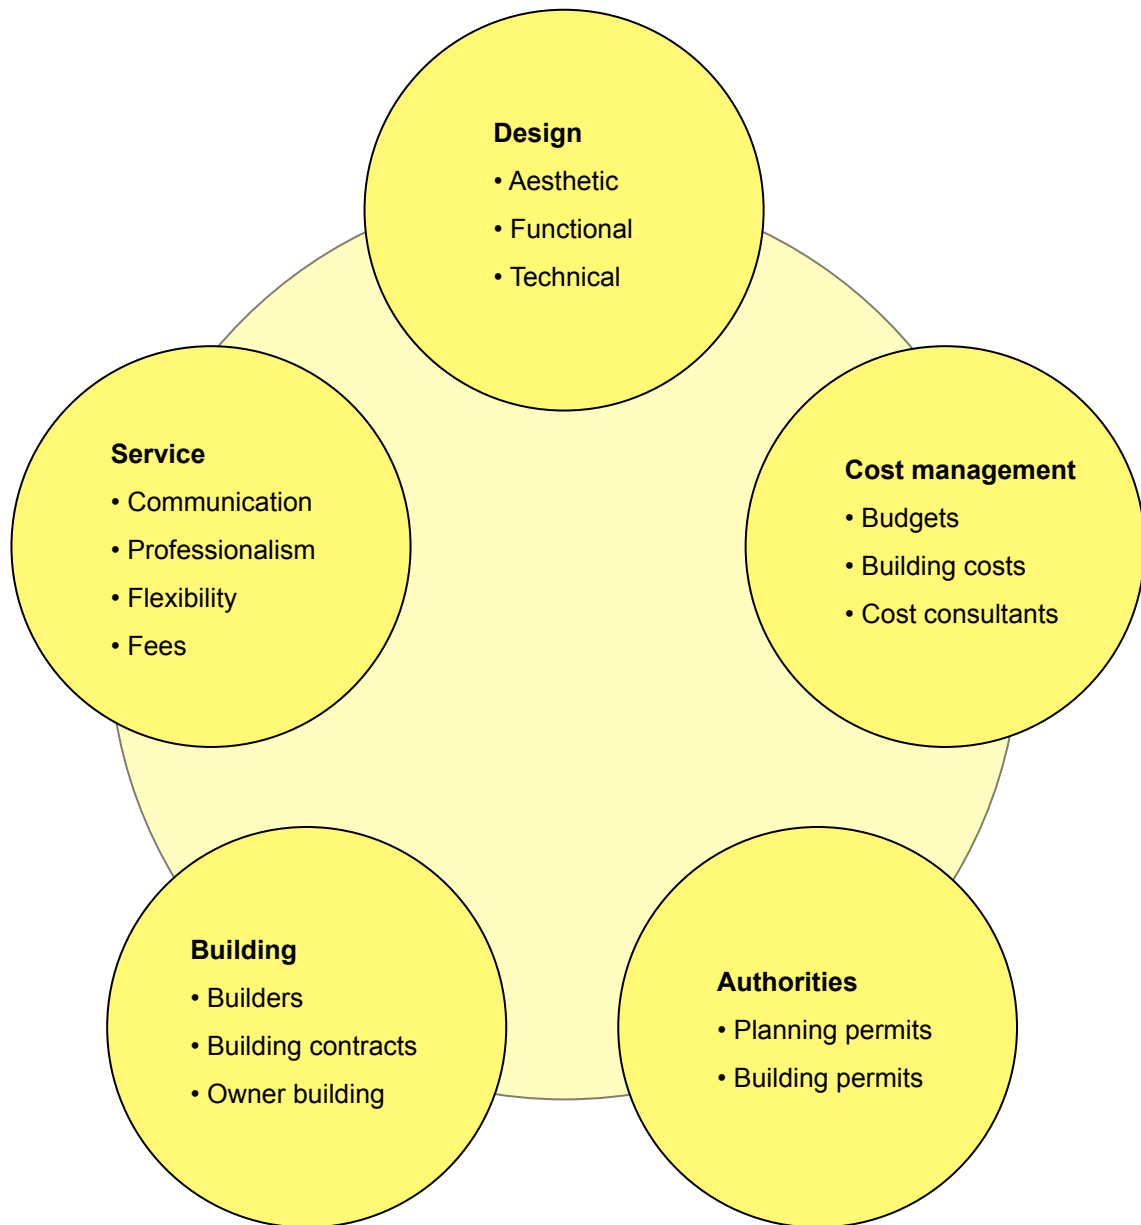 Design
• Aesthetic
• Functional
• Technical
Service
• Communication
• Professionalism
• Flexibility
• Fees
Cost management
• Budgets
• Building costs
• Cost consultants
Building
• Builders
• Building contracts
• Owner building
Authorities
• Planning permits
• Building permits